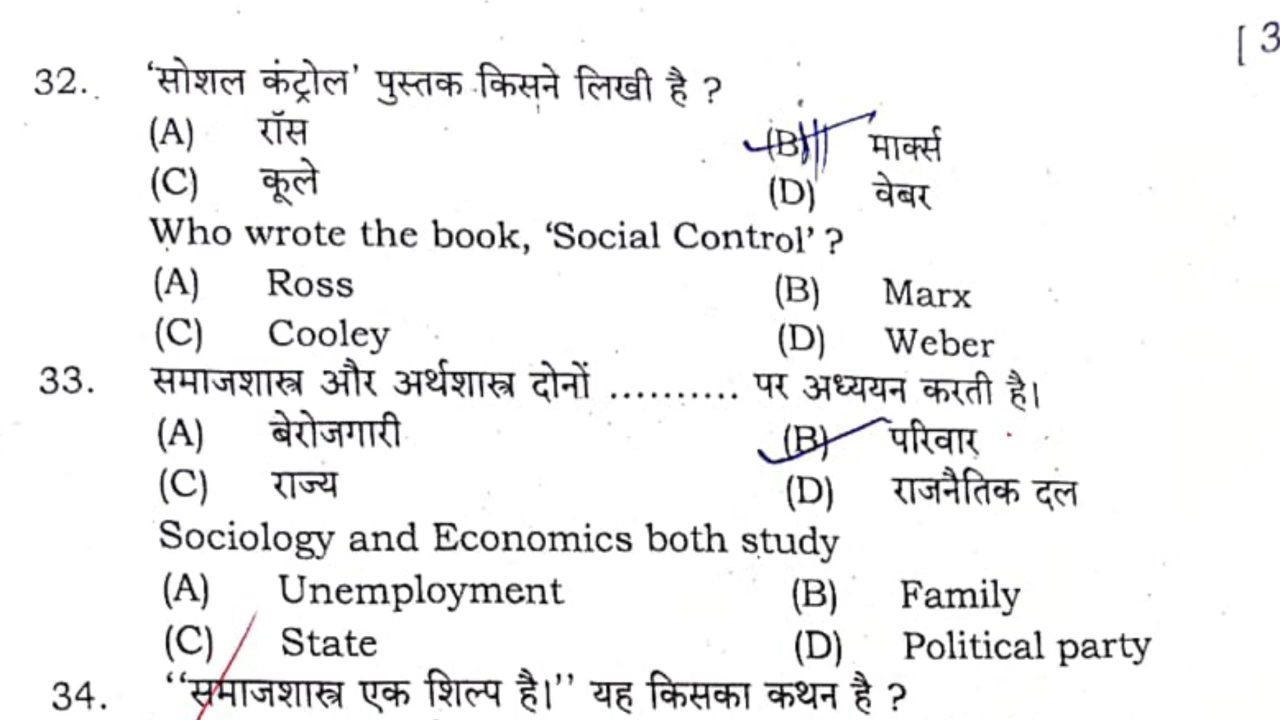 [ 3
32. 'सोशल कंट्रोल' पुस्तक किसने लिखी है ?
(A) रॉस (B) मार्क्स
(C) कूले (D) वेबर
Who wrote the book, 'Social Control' ?
(A) Ross (B) Marx
(C) Cooley (D) Weber
33. समाजशास्त्र और अर्थशास्त्र दोनों .......... पर अध्ययन करती है।
(A) बेरोजगारी (B) परिवार
(C) राज्य (D) राजनैतिक दल
Sociology and Economics both study
(A) Unemployment (B) Family
(C) State (D) Political party
34. "समाजशास्त्र एक शिल्प है।" यह किसका कथन है ?